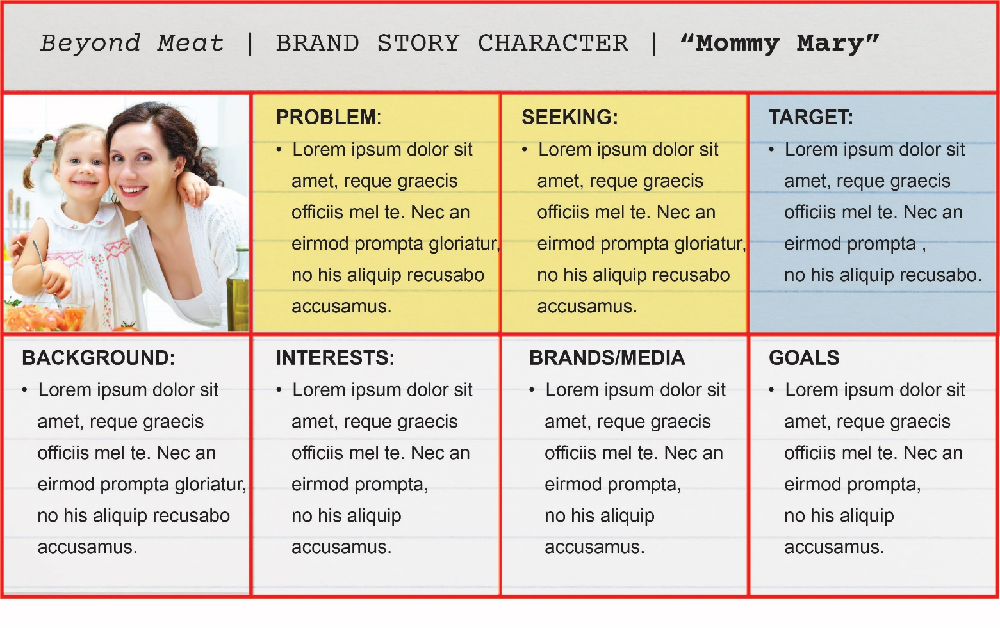 Beyond Meat | BRAND STORY CHARACTER | “Mommy Mary”
PROBLEM:
• Lorem ipsum dolor sit
amet, reque graecis
officiis mel te. Nec an
eirmod prompta gloriatur,
no his aliquip recusabo
accusamus.
SEEKING:
• Lorem ipsum dolor sit
amet, reque graecis
officiis mel te. Nec an
eirmod prompta gloriatur,
no his aliquip recusabo
accusamus.
TARGET:
• Lorem ipsum dolor sit
amet, reque graecis
officiis mel te. Nec an
eirmod prompta ,
no his aliquip recusabo.
BACKGROUND:
• Lorem ipsum dolor sit
amet, reque graecis
officiis mel te. Nec an
eirmod prompta gloriatur,
no his aliquip recusabo
accusamus.
INTERESTS:
• Lorem ipsum dolor sit
amet, reque graecis
officiis mel te. Nec an
eirmod prompta,
no his aliquip
accusamus.
BRANDS/MEDIA
• Lorem ipsum dolor sit
amet, reque graecis
officiis mel te. Nec an
eirmod prompta,
no his aliquip
accusamus.
GOALS
• Lorem ipsum dolor sit
amet, reque graecis
officiis mel te. Nec an
eirmod prompta,
no his aliquip
accusamus.